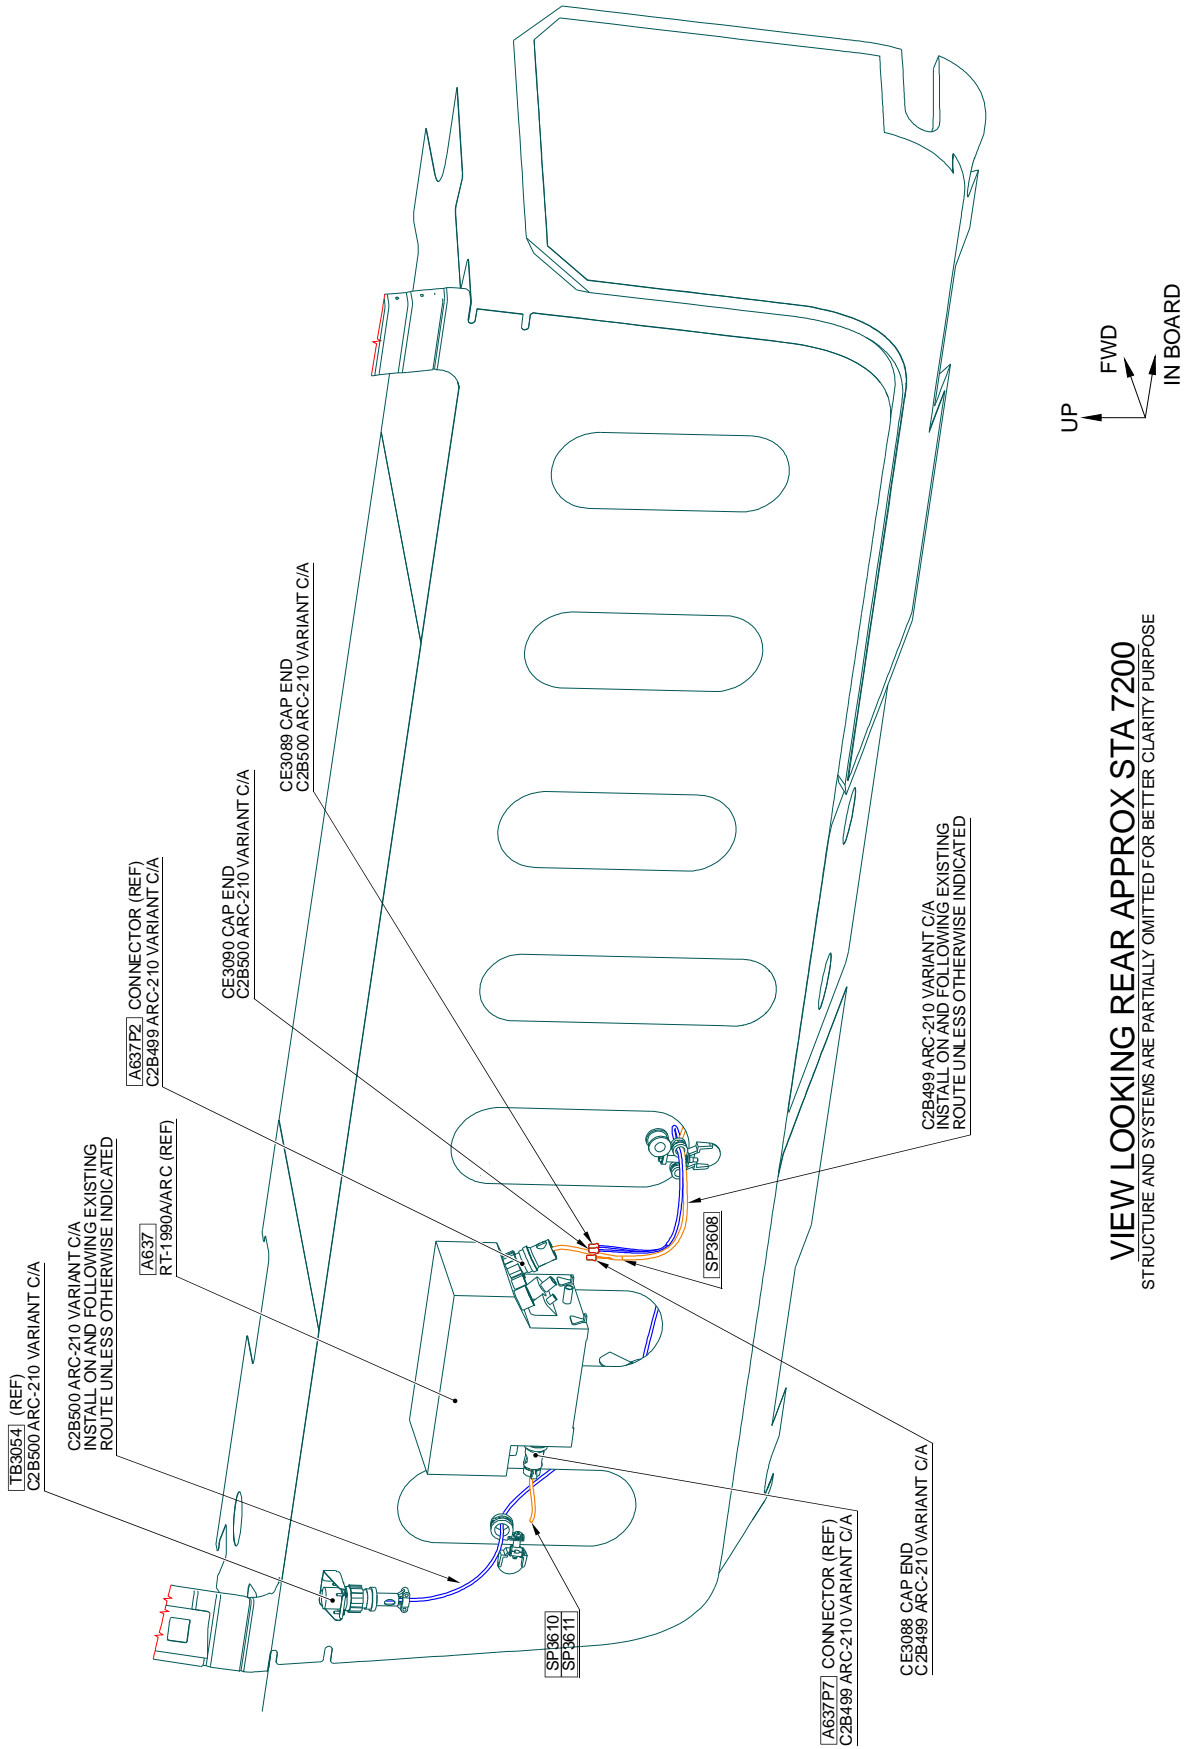 TB3054 (REF)
C2B500 ARC-210 VARIANT C/A
C2B500 ARC-210 VARIANT C/A
INSTALL ON AND FOLLOWING EXISTING
ROUTE UNLESS OTHERWISE INDICATED
A637
RT-1990A/ARC (REF)
A637P2 CONNECTOR (REF)
C2B499 ARC-210 VARIANT C/A
CE3090 CAP END
C2B500 ARC-210 VARIANT C/A
CE3089 CAP END
C2B500 ARC-210 VARIANT C/A
SP3610
SP3611
SP3608
A637P7 CONNECTOR (REF)
C2B499 ARC-210 VARIANT C/A
CE3088 CAP END
C2B499 ARC-210 VARIANT C/A
C2B499 ARC-210 VARIANT C/A
INSTALL ON AND FOLLOWING EXISTING
ROUTE UNLESS OTHERWISE INDICATED
UP
FWD
IN BOARD
VIEW LOOKING REAR APPROX STA 7200
STRUCTURE AND SYSTEMS ARE PARTIALLY OMITTED FOR BETTER CLARITY PURPOSE